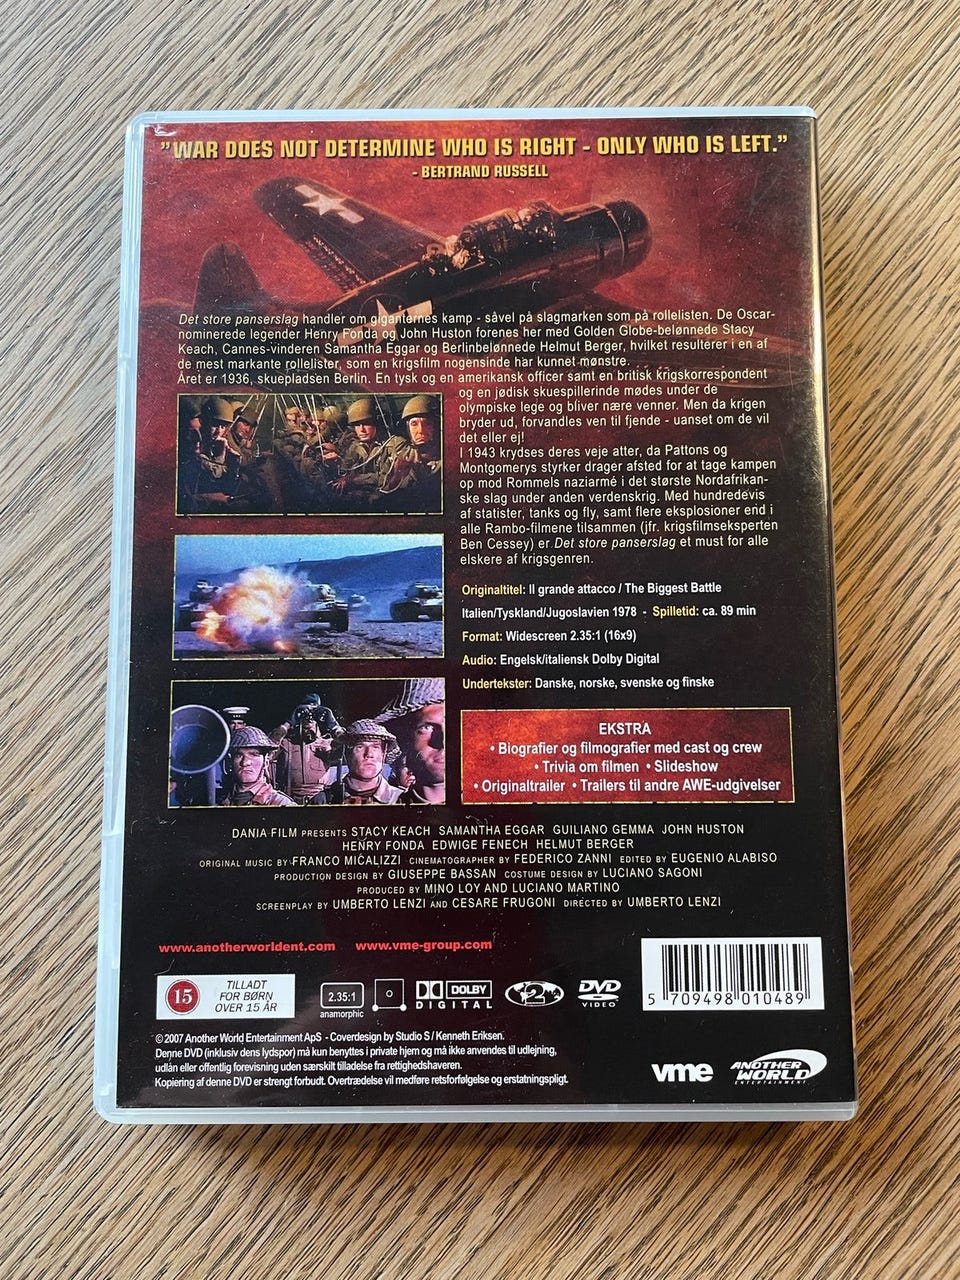 "WAR DOES NOT DETERMINE WHO IS RIGHT - ONLY WHO IS LEFT."
- BERTRAND RUSSELL
Det store panserslag handler om giganternes kamp - såvel på slagmarken som på rollelisten. De Oscar-
nominerede legender Henry Fonda og John Huston forenes her med Golden Globe-belønnede Stacy
Keach, Cannes-vinderen Samantha Eggar og Berlinbelønnede Helmut Berger, hvilket resulterer i en af
de mest markante rollelister, som en krigsfilm nogensinde har kunnet mønstre.
Året er 1936, skuepladsen Berlin. En tysk og en amerikansk officer samt en britisk krigskorrespondent
og en jødisk skuespillerinde mødes under de
olympiske lege og bliver nære venner. Men da krigen
bryder ud, forvandles ven til fjende - uanset om de vil
det eller ej!
I 1943 krydses deres veje atter, da Pattons og
Montgomerys styrker drager afsted for at tage kampen
op mod Rommels naziarmé i det største Nordafrikan-
ske slag under anden verdenskrig. Med hundredevis
af statister, tanks og fly, samt flere eksplosioner end i
alle Rambo-filmene tilsammen (jfr. krigsfilmseksperten
Ben Cessey) er Det store panserslag et must for alle
elskere af krigsgenren.
Originaltitel: Il grande attacco / The Biggest Battle
Italien/Tyskland/Jugoslavien 1978 - Spilletid: ca. 89 min
Format: Widescreen 2.35:1 (16x9)
Audio: Engelsk/italiensk Dolby Digital
Undertekster: Danske, norske, svenske og finske
EKSTRA
• Biografier og filmografier med cast og crew
• Trivia om filmen • Slideshow
• Originaltrailer • Trailers til andre AWE-udgivelser
DANIA FILM PRESENTS STACY KEACH SAMANTHA EGGAR GUILIANO GEMMA JOHN HUSTON
HENRY FONDA EDWIGE FENECH HELMUT BERGER
ORIGINAL MUSIC BY FRANCO MICALIZZI CINEMATOGRAPHER BY FEDERICO ZANNI EDITED BY EUGENIO ALABISO
PRODUCTION DESIGN BY GIUSEPPE BASSAN COSTUME DESIGN BY LUCIANO SAGONI
PRODUCED BY MINO LOY AND LUCIANO MARTINO
SCREENPLAY BY UMBERTO LENZI AND CESARE FRUGONI DIRECTED BY UMBERTO LENZI
www.anotherworldent.com www.vme-group.com
15 TILLADT
FOR BØRN
OVER 15 ÅR
2.35:1
anamorphic
DOLBY
DIGITAL
2
DVD
VIDEO
5 709498 010489
© 2007 Another World Entertainment ApS - Coverdesign by Studio S / Kenneth Eriksen.
Denne DVD (inklusiv dens lydspor) må kun benyttes i private hjem og må ikke anvendes til udlejning,
udlån eller offentlig forevisning uden særskilt tilladelse fra rettighedshaveren.
Kopiering af denne DVD er strengt forbudt. Overtrædelse vil medføre retsforfølgelse og erstatningspligt.
vme
ANOTHER
WORLD
ENTERTAINMENT